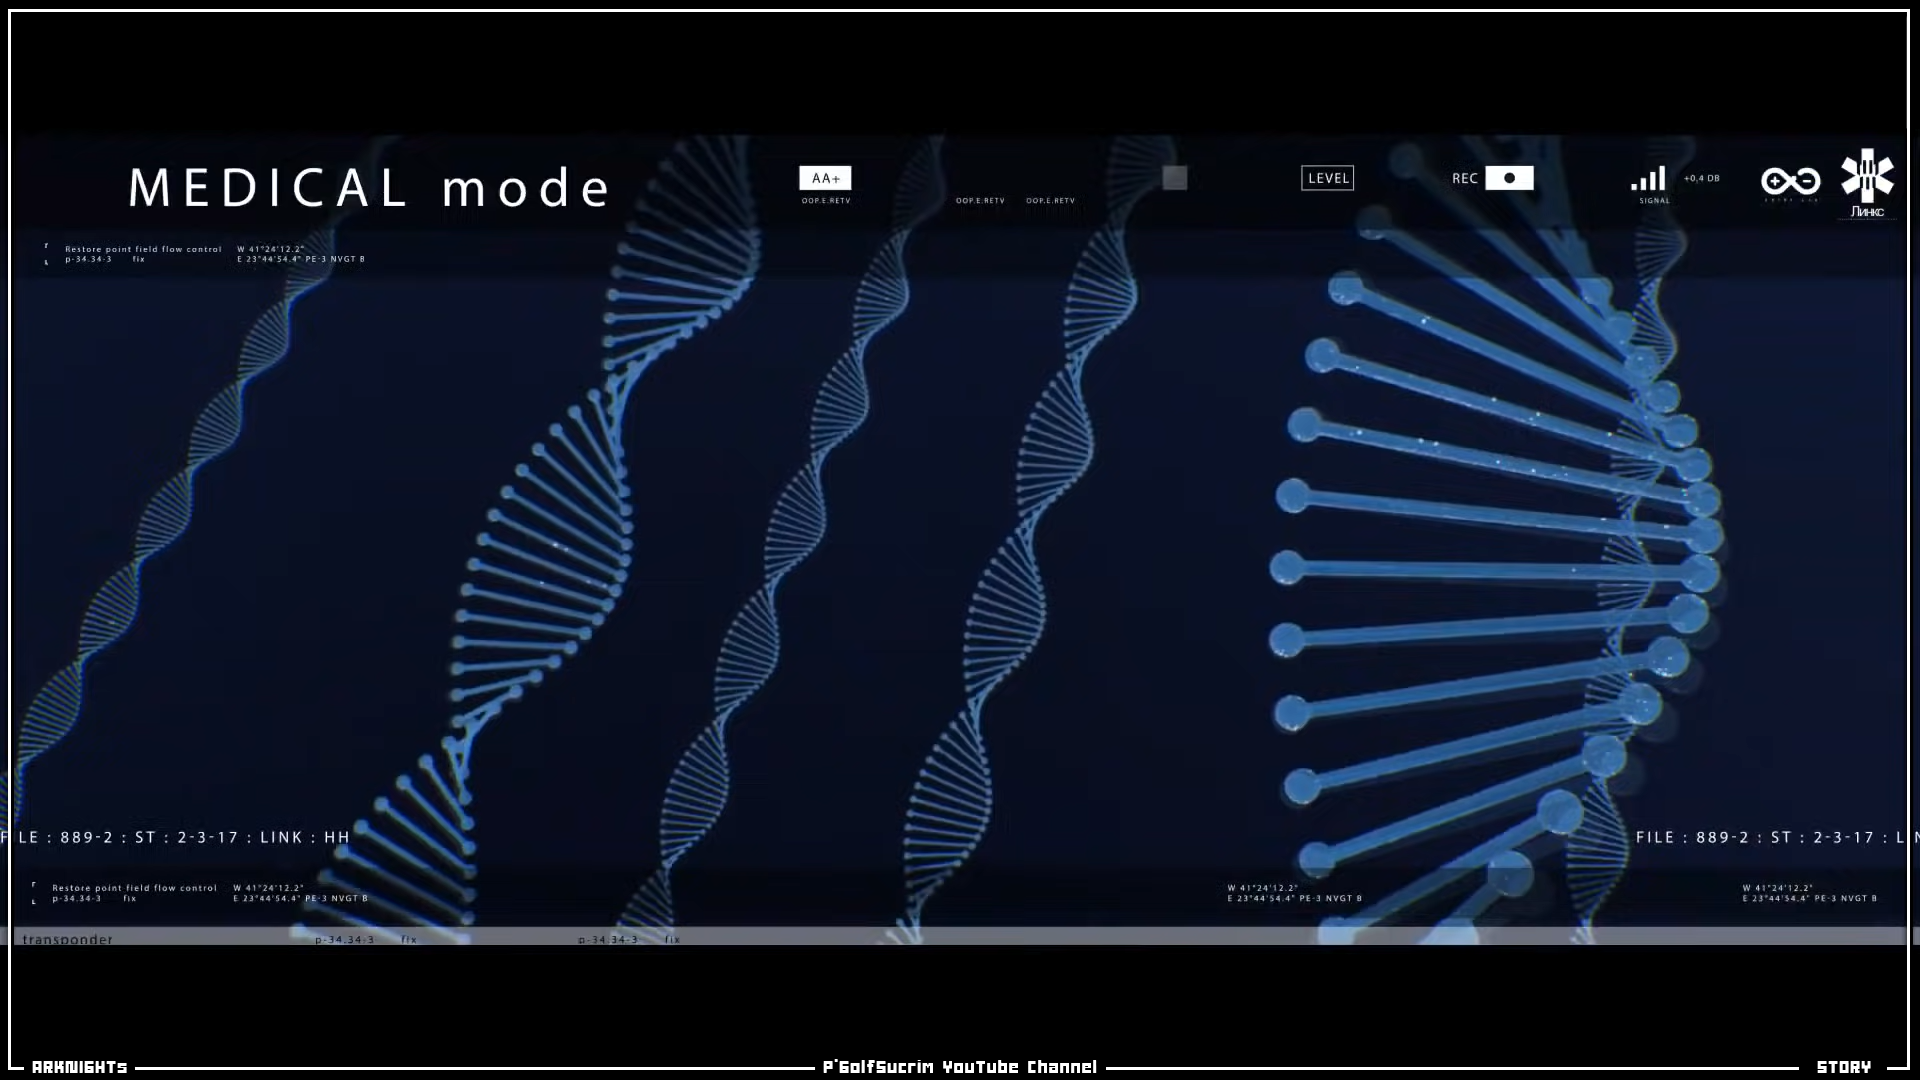 MEDICAL mode
AA+
OOP.E.RETV
OOP.E.RETV
OOP.E.RETV
LEVEL
REC
SIGNAL
+0,4 DB
Линкс
Restore point field flow control
p-34.34-3 fix
W 41°24'12.2"
E 23°44'54.4" PE-3 NVGT B
FILE : 889-2 : ST : 2-3-17 : LINK : HH
FILE : 889-2 : ST : 2-3-17 : LIN
Restore point field flow control
p-34.34-3 fix
W 41°24'12.2"
E 23°44'54.4" PE-3 NVGT B
W 41°24'12.2"
E 23°44'54.4" PE-3 NVGT B
W 41°24'12.2"
E 23°44'54.4" PE-3 NVGT B
transponder
p-34.34-3 fix
p-34.34-3 fix
ARKNIGHTs
P'GolfSucrim YouTube Channel
STORY